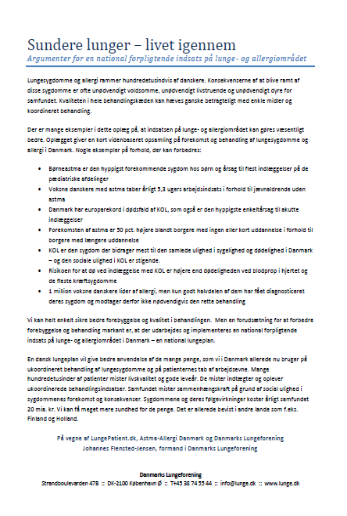 Sundere lunger – livet igennem
Argumenter for en national forpligtende indsats på lunge- og allergiområdet
Lungesygdomme og allergi rammer hundredetusindvis af danskere. Konsekvenserne af at blive ramt af
disse sygdomme er ofte unødvendigt voldsomme, unødvendigt livstruende og unødvendigt dyre for
samfundet. Kvaliteten i hele behandlingskæden kan hæves ganske betragteligt med enkle midler og
koordineret behandling.
Der er mange eksempler i dette oplæg på, at indsatsen på lunge- og allergiområdet kan gøres væsentligt
bedre. Oplægget giver en kort vidensbaseret opsamling på forekomst og behandling af lungesygdomme og
allergi i Danmark. Nogle eksempler på forhold, der kan forbedres:
• Børneastma er den hyppigst forekommende sygdom hos børn og årsag til flest indlæggelser på de
pædiatriske afdelinger
• Voksne danskere med astma taber årligt 5,3 ugers arbejdsindsats i forhold til jævnaldrende uden
astma
• Danmark har europarekord i dødsfald af KOL, som også er den hyppigste enkeltårsag til akutte
indlæggelser
• Forekomsten af astma er 50 pct. højere blandt borgere med ingen eller kort uddannelse i forhold til
borgere med længere uddannelse
• KOL er den sygdom der bidrager mest til den samlede ulighed i sygelighed og dødelighed i Danmark
– og den sociale ulighed i KOL er stigende.
• Risikoen for at dø ved indlæggelse med KOL er højere end dødeligheden ved blodprop i hjertet og
de fleste kræftsygdomme
• 1 million voksne danskere lider af allergi, men kun godt halvdelen af dem har fået diagnosticeret
deres sygdom og modtager derfor ikke nødvendigvis den rette behandling
Vi kan helt enkelt sikre bedre forebyggelse og kvalitet i behandlingen. Men en forudsætning for at forbedre
forebyggelse og behandling markant er, at der udarbejdes og implementeres en national forpligtende
indsats på lunge- og allergiområdet i Danmark – en national lungeplan.
En dansk lungeplan vil give bedre anvendelse af de mange penge, som vi i Danmark allerede nu bruger på
ukoordineret behandling af lungesygdomme og på patienternes tab af arbejdsevne. Mange
hundredetusinder af patienter mister livskvalitet og gode leveår. De mister indtægter og oplever
ukoordinerede behandlingsindsatser. Samfundet mister sammenhængskraft på grund af social ulighed i
sygdommenes forekomst og konsekvenser. Sygdommene og deres følgevirkninger koster årligt samfundet
20 mia. kr. Vi kan få meget mere sundhed for de penge. Det er allerede bevist i andre lande som f.eks.
Finland og Holland.
På vegne af LungePatient.dk, Astma-Allergi Danmark og Danmarks Lungeforening
Johannes Flensted-Jensen, formand i Danmarks Lungeforening
Danmarks Lungeforening
Strandboulevarden 47B :: DK-2100 København Ø :: T+45 38 74 55 44 :: info@lunge.dk :: www.lunge.dk